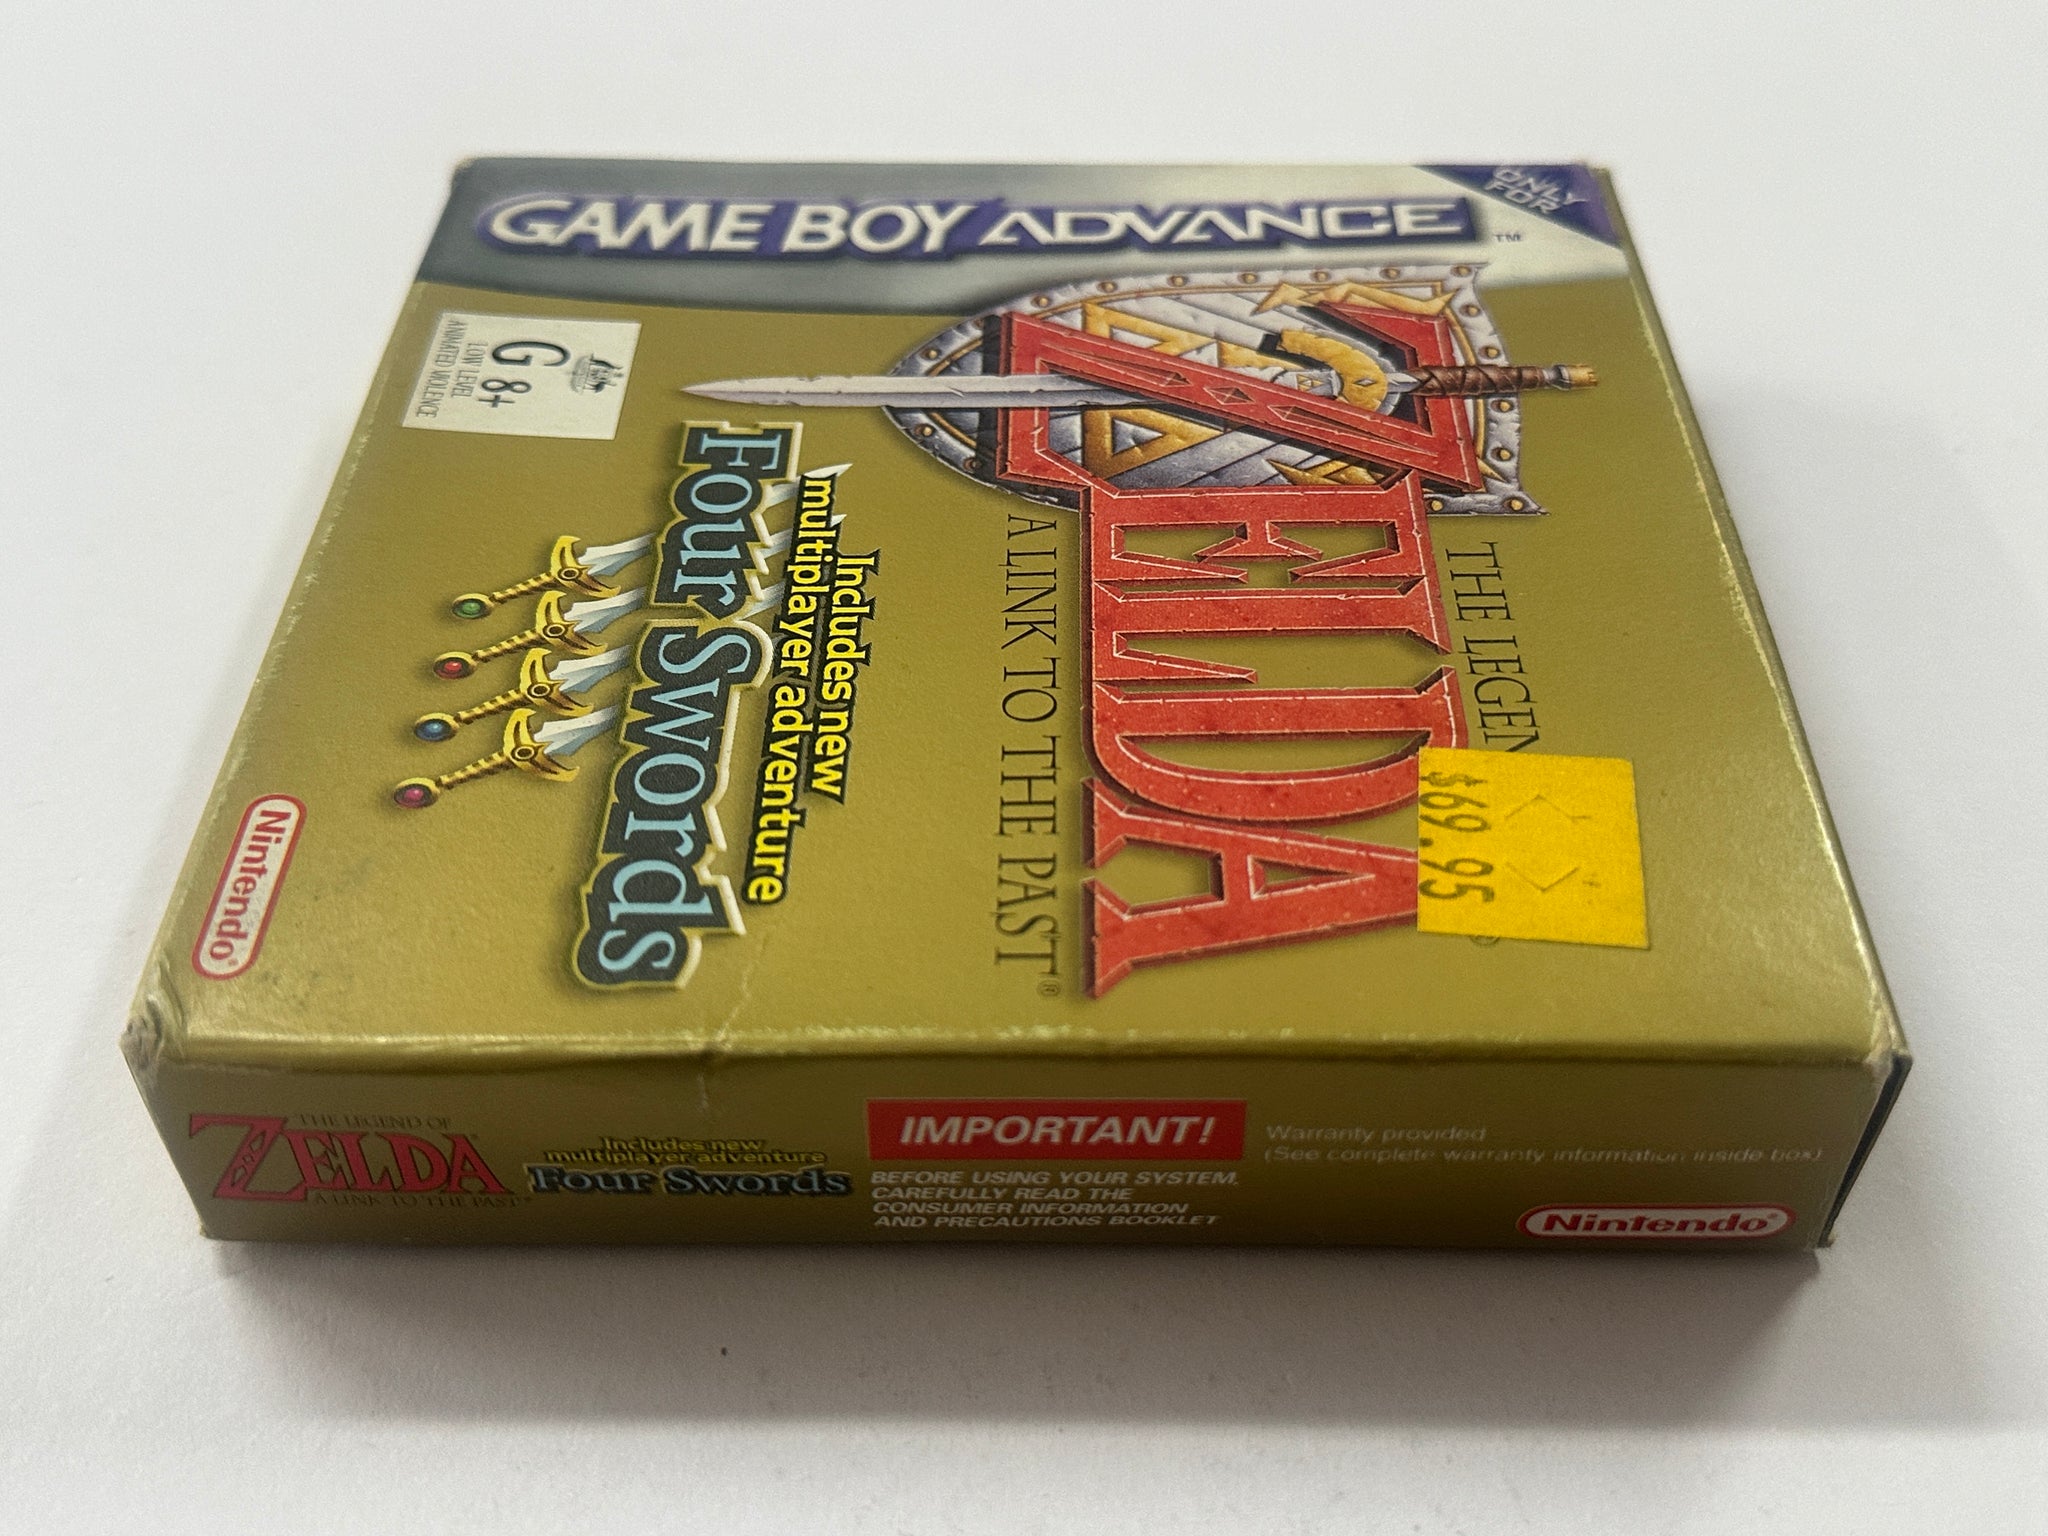 GAME BOY ADVANCE™
ONLY
FOR
THE LEGEN
ZELDA
A LINK TO THE PAST®
$69.95
G 8+
LOW LEVEL
ANIMATED VIOLENCE
Includes new
multiplayer adventure
Four Swords
Nintendo®
THE LEGEND OF
ZELDA®
A LINK TO THE PAST®
Includes new
multiplayer adventure
Four Swords
IMPORTANT!
BEFORE USING YOUR SYSTEM,
CAREFULLY READ THE
CONSUMER INFORMATION
AND PRECAUTIONS BOOKLET
Warranty provided
(See complete warranty information inside box)
Nintendo®